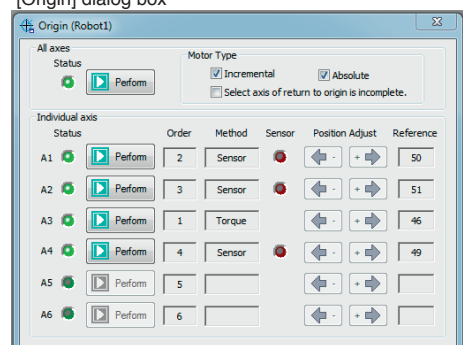 [Origin] dialog box
Origin (Robot1)
All axes
Status
Perform
Motor Type
Incremental Absolute
Select axis of return to origin is incomplete.
Individual axis
Status Order Method Sensor Position Adjust Reference
A1 Perform 2 Sensor - + 50
A2 Perform 3 Sensor - + 51
A3 Perform 1 Torque - + 46
A4 Perform 4 Sensor - + 49
A5 Perform 5 - +
A6 Perform 6 - +